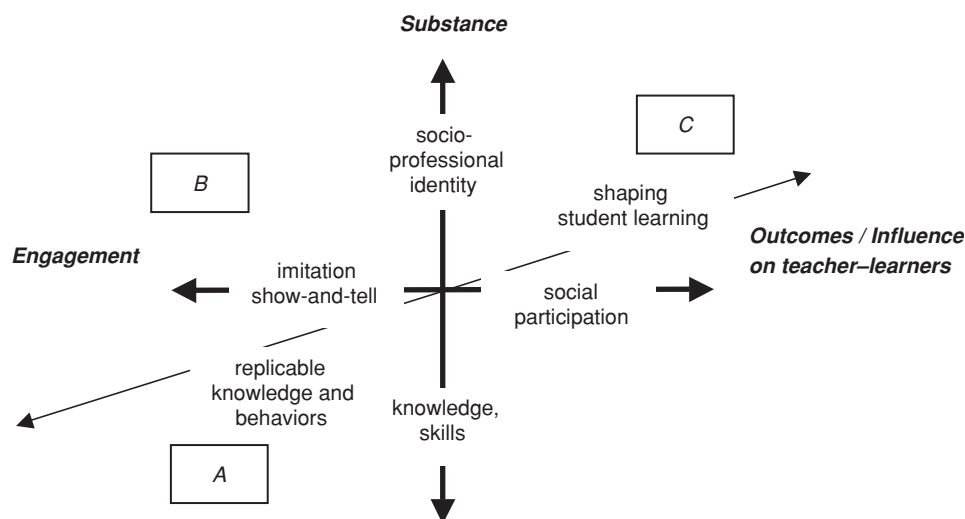 Substance
C
socio-
professional
identity
B
shaping
student learning
Outcomes / Influence
on teacher–learners
Engagement
imitation
show-and-tell
social
participation
replicable
knowledge and
behaviors
knowledge,
skills
A